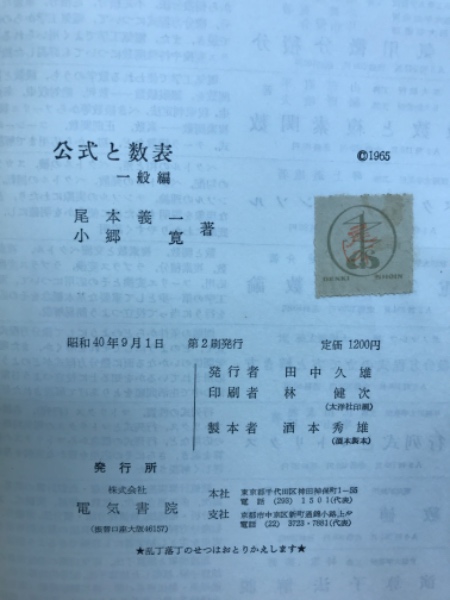 公式と数表
一般編
©1965
尾本義一
小郷 寛 著
DENKI SHOIN
昭和40年9月1日 第2刷発行 定価 1200円
発行者 田中久雄
印刷者 林 健次
(太洋社印刷)
製本者 酒本秀雄
(酒本製本)
発行所
株式会社
電気書院
(振替口座大阪46157)
本社 東京都千代田区神田神保町1-55
電話 (293) 1501(代表)
支社 京都市中京区新町通錦小路上ル
電話 (22) 3723・7881(代表)
★乱丁落丁のせつはおとりかえします★